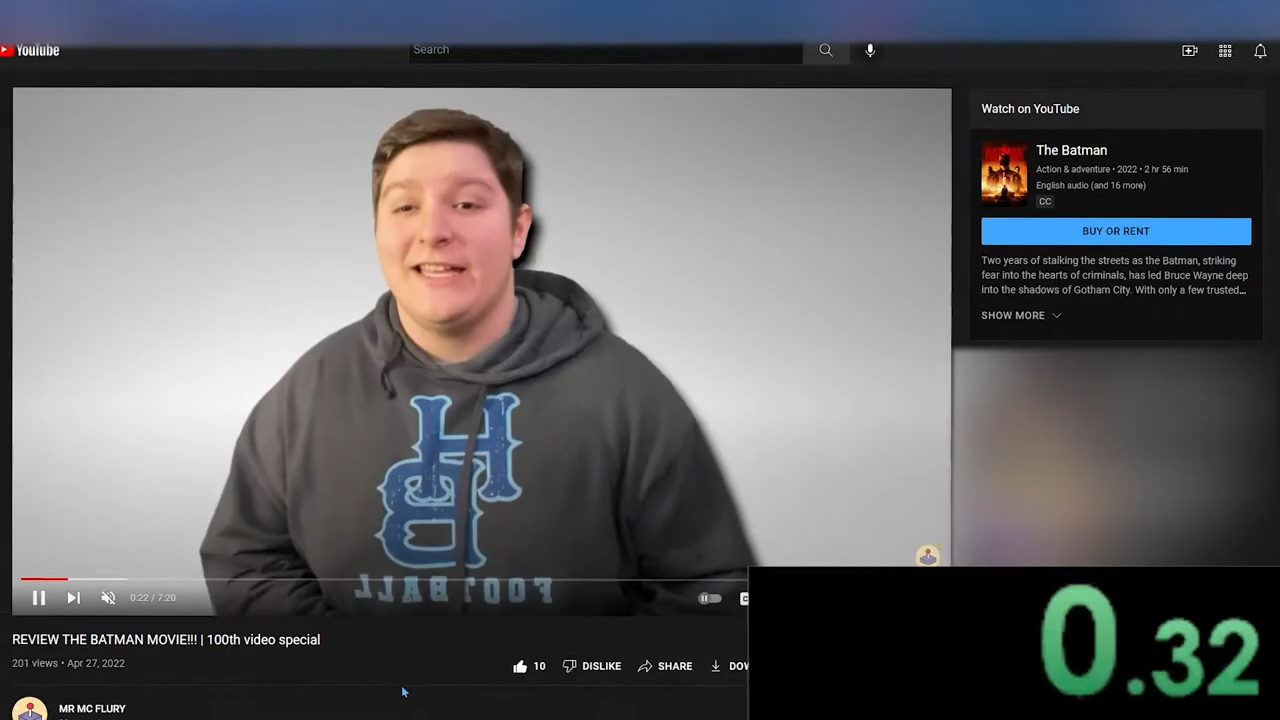 YouTube
Search
Watch on YouTube
The Batman
Action & adventure • 2022 • 2 hr 56 min
English audio (and 16 more)
CC
BUY OR RENT
Two years of stalking the streets as the Batman, striking
fear into the hearts of criminals, has led Bruce Wayne deep
into the shadows of Gotham City. With only a few trusted...
SHOW MORE
HB
FOOTBALL
0:22 / 7:20
REVIEW THE BATMAN MOVIE!!! | 100th video special
201 views • Apr 27, 2022
10
DISLIKE
SHARE
DOW
MR MC FLURY
0.32